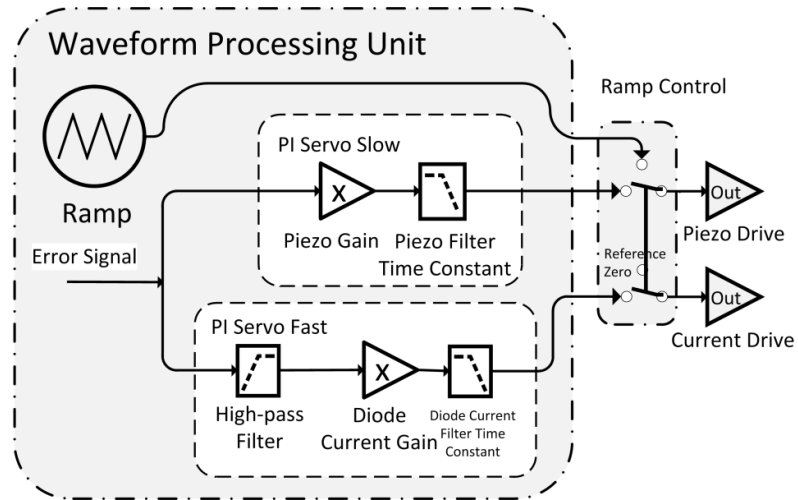 Waveform Processing Unit
Ramp Control
PI Servo Slow
X
Out
Ramp
Piezo Gain
Piezo Filter
Time Constant
Piezo Drive
Error Signal
Reference
Zero
Out
PI Servo Fast
Current Drive
X
High-pass
Filter
Diode
Current Gain
Diode Current
Filter Time
Constant